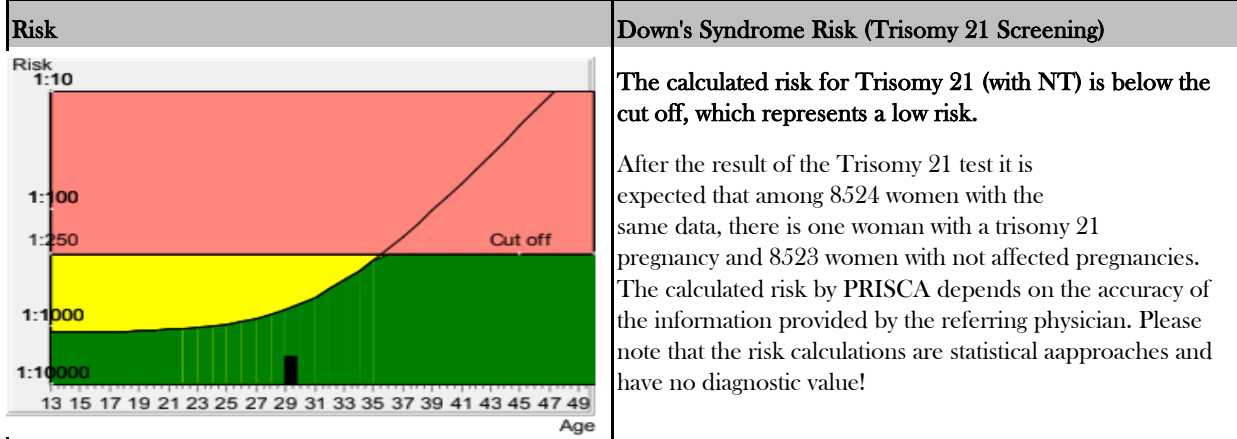 Risk
Down's Syndrome Risk (Trisomy 21 Screening)
Risk
1:10
1:100
1:250
Cut off
1:1000
1:10000
13 15 17 19 21 23 25 27 29 31 33 35 37 39 41 43 45 47 49
Age
The calculated risk for Trisomy 21 (with NT) is below the
cut off, which represents a low risk.
After the result of the Trisomy 21 test it is
expected that among 8524 women with the
same data, there is one woman with a trisomy 21
pregnancy and 8523 women with not affected pregnancies.
The calculated risk by PRISCA depends on the accuracy of
the information provided by the referring physician. Please
note that the risk calculations are statistical aapproaches and
have no diagnostic value!